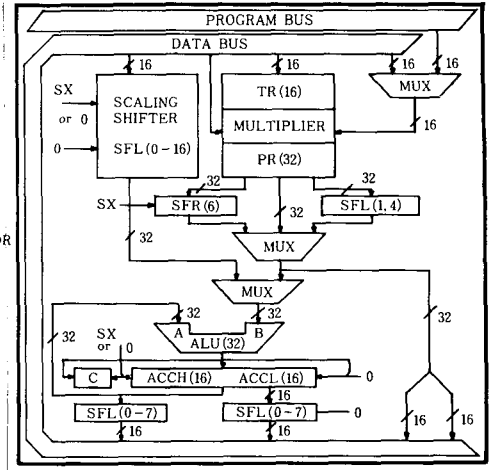 PROGRAM BUS
DATA BUS
16 16 16 16
MUX
16
SX
or 0
0
SCALING
SHIFTER
SFL (0-16)
TR (16)
MULTIPLIER
PR (32)
32 32
SX
SFR (6)
32
SFL (1, 4)
MUX
32
MUX
32
32 32 32
A B
ALU (32)
SX
or 0
C
ACCH (16) ACCL (16)
0
16 16
SFL (0-7)
SFL (0-7)
0
16 16
16 16
DR